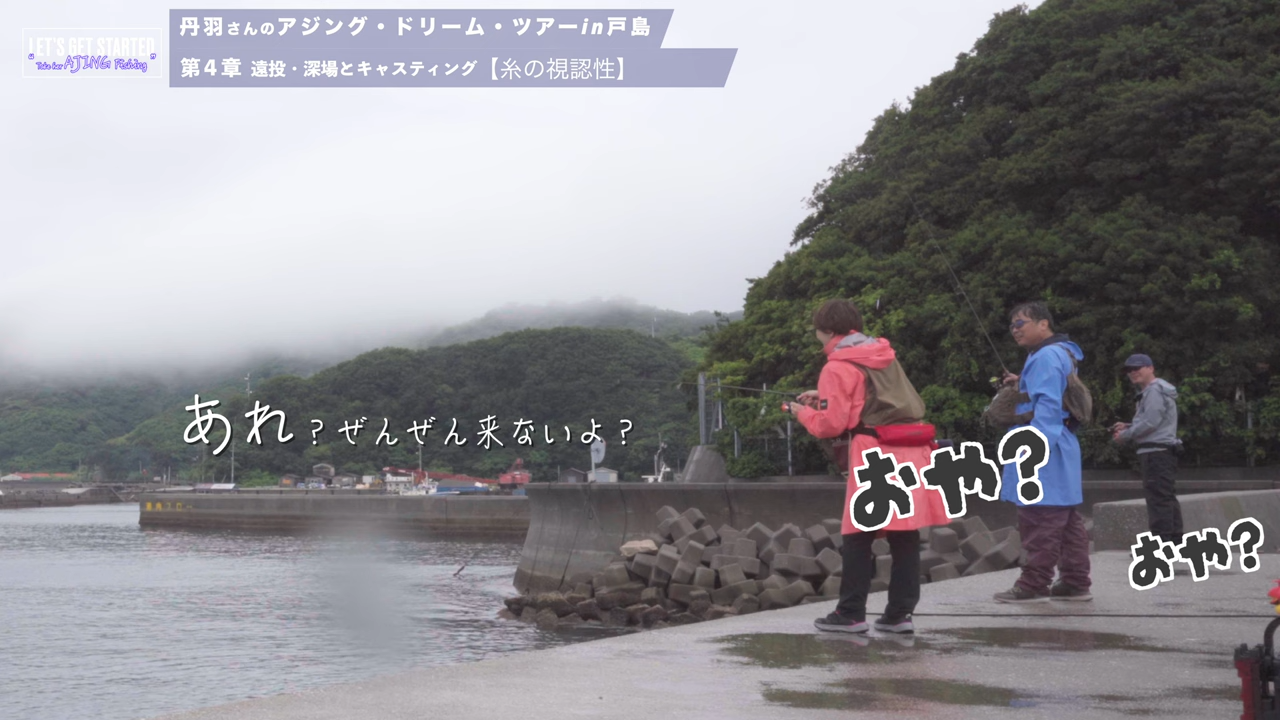 LET'S GET STARTED
AJING Fishing
丹羽さんのアジング・ドリーム・ツアーin戸島
第4章 遠投・深場とキャスティング【糸の視認性】
あれ？ぜんぜん来ないよ？
おや？
おや？